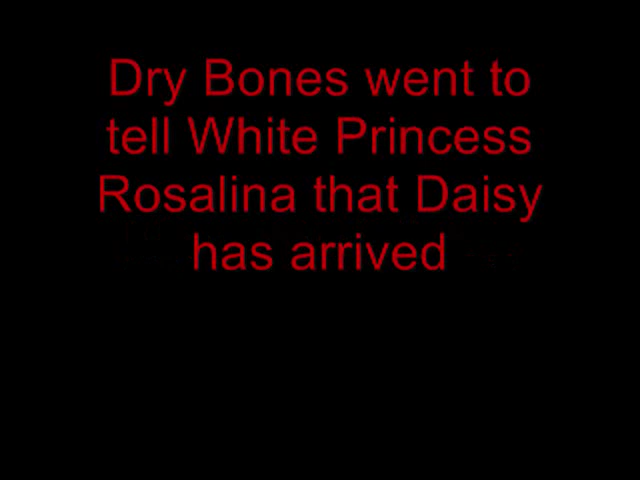 Dry Bones went to
tell White Princess
Rosalina that Daisy
has arrived